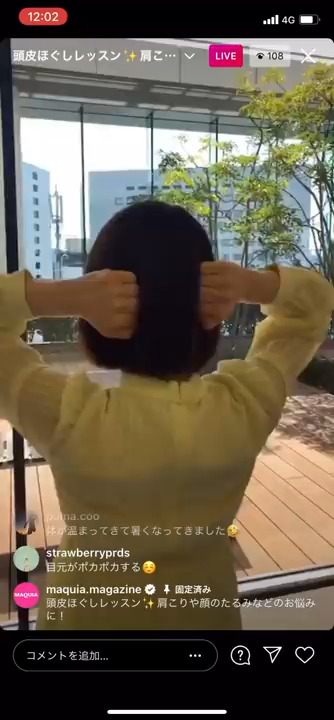 12:02
4G
頭皮ほぐしレッスン✨ 肩こ…
LIVE
108
puma.coo
体が温まってきて暑くなってきました🤣
strawberryprds
目元がポカポカする☺️
MAQUIA
maquia.magazine 固定済み
頭皮ほぐしレッスン✨ 肩こりや顔のたるみなどのお悩み
に！
コメントを追加...